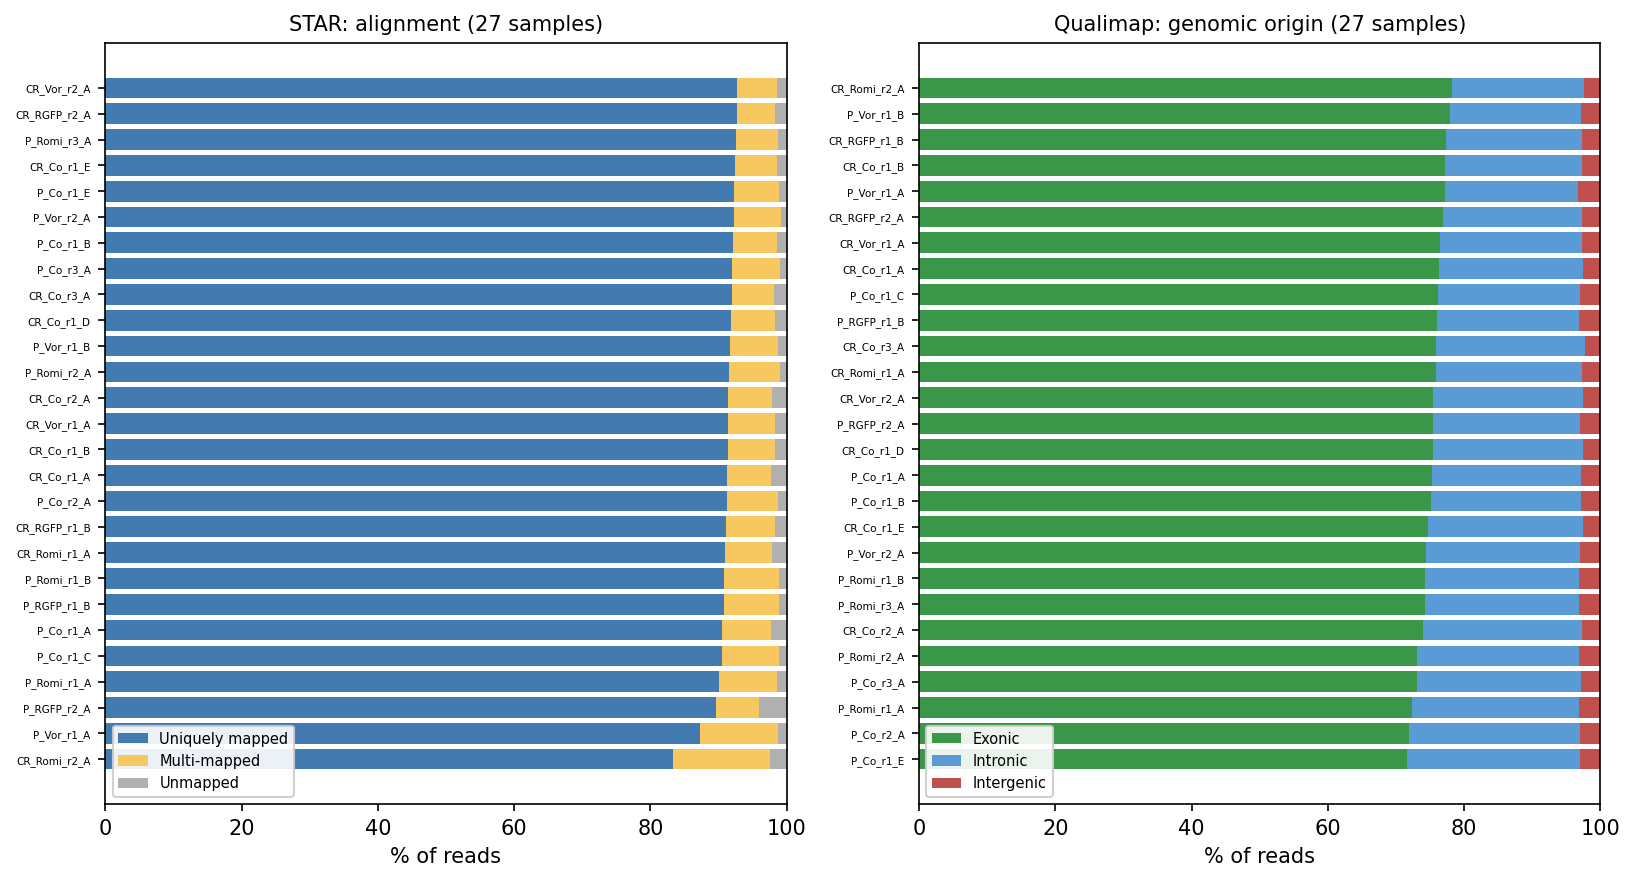 STAR: alignment (27 samples)
CR_Vor_r2_A
CR_RGFP_r2_A
P_Romi_r3_A
CR_Co_r1_E
P_Co_r1_E
P_Vor_r2_A
P_Co_r1_B
P_Co_r3_A
CR_Co_r3_A
CR_Co_r1_D
P_Vor_r1_B
P_Romi_r2_A
CR_Co_r2_A
CR_Vor_r1_A
CR_Co_r1_B
CR_Co_r1_A
P_Co_r2_A
CR_RGFP_r1_B
CR_Romi_r1_A
P_Romi_r1_B
P_RGFP_r1_B
P_Co_r1_A
P_Co_r1_C
P_Romi_r1_A
P_RGFP_r2_A
P_Vor_r1_A
CR_Romi_r2_A
Uniquely mapped
Multi-mapped
Unmapped
0 20 40 60 80 100
% of reads
Qualimap: genomic origin (27 samples)
CR_Romi_r2_A
P_Vor_r1_B
CR_RGFP_r1_B
CR_Co_r1_B
P_Vor_r1_A
CR_RGFP_r2_A
CR_Vor_r1_A
CR_Co_r1_A
P_Co_r1_C
P_RGFP_r1_B
CR_Co_r3_A
CR_Romi_r1_A
CR_Vor_r2_A
P_RGFP_r2_A
CR_Co_r1_D
P_Co_r1_A
P_Co_r1_B
CR_Co_r1_E
P_Vor_r2_A
P_Romi_r1_B
P_Romi_r3_A
CR_Co_r2_A
P_Romi_r2_A
P_Co_r3_A
P_Romi_r1_A
P_Co_r2_A
P_Co_r1_E
Exonic
Intronic
Intergenic
0 20 40 60 80 100
% of reads